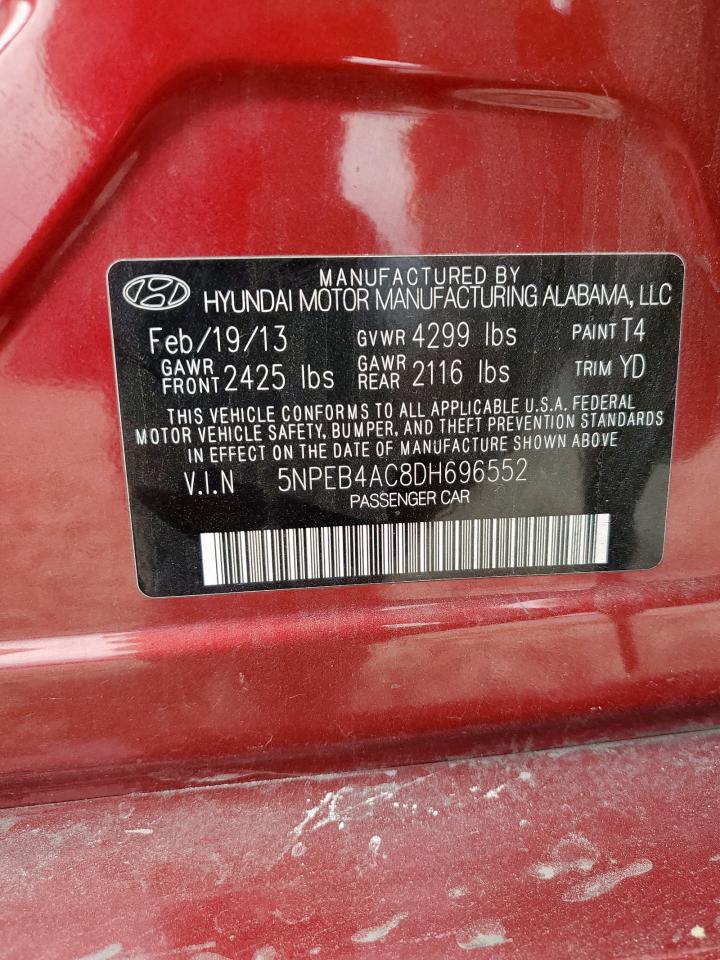 MANUFACTURED BY
HYUNDAI MOTOR MANUFACTURING ALABAMA, LLC
Feb/19/13 GVWR 4299 lbs PAINT T4
GAWR FRONT 2425 lbs GAWR REAR 2116 lbs TRIM YD
THIS VEHICLE CONFORMS TO ALL APPLICABLE U.S.A. FEDERAL
MOTOR VEHICLE SAFETY, BUMPER, AND THEFT PREVENTION STANDARDS
IN EFFECT ON THE DATE OF MANUFACTURE SHOWN ABOVE
V.I.N 5NPEB4AC8DH696552
PASSENGER CAR